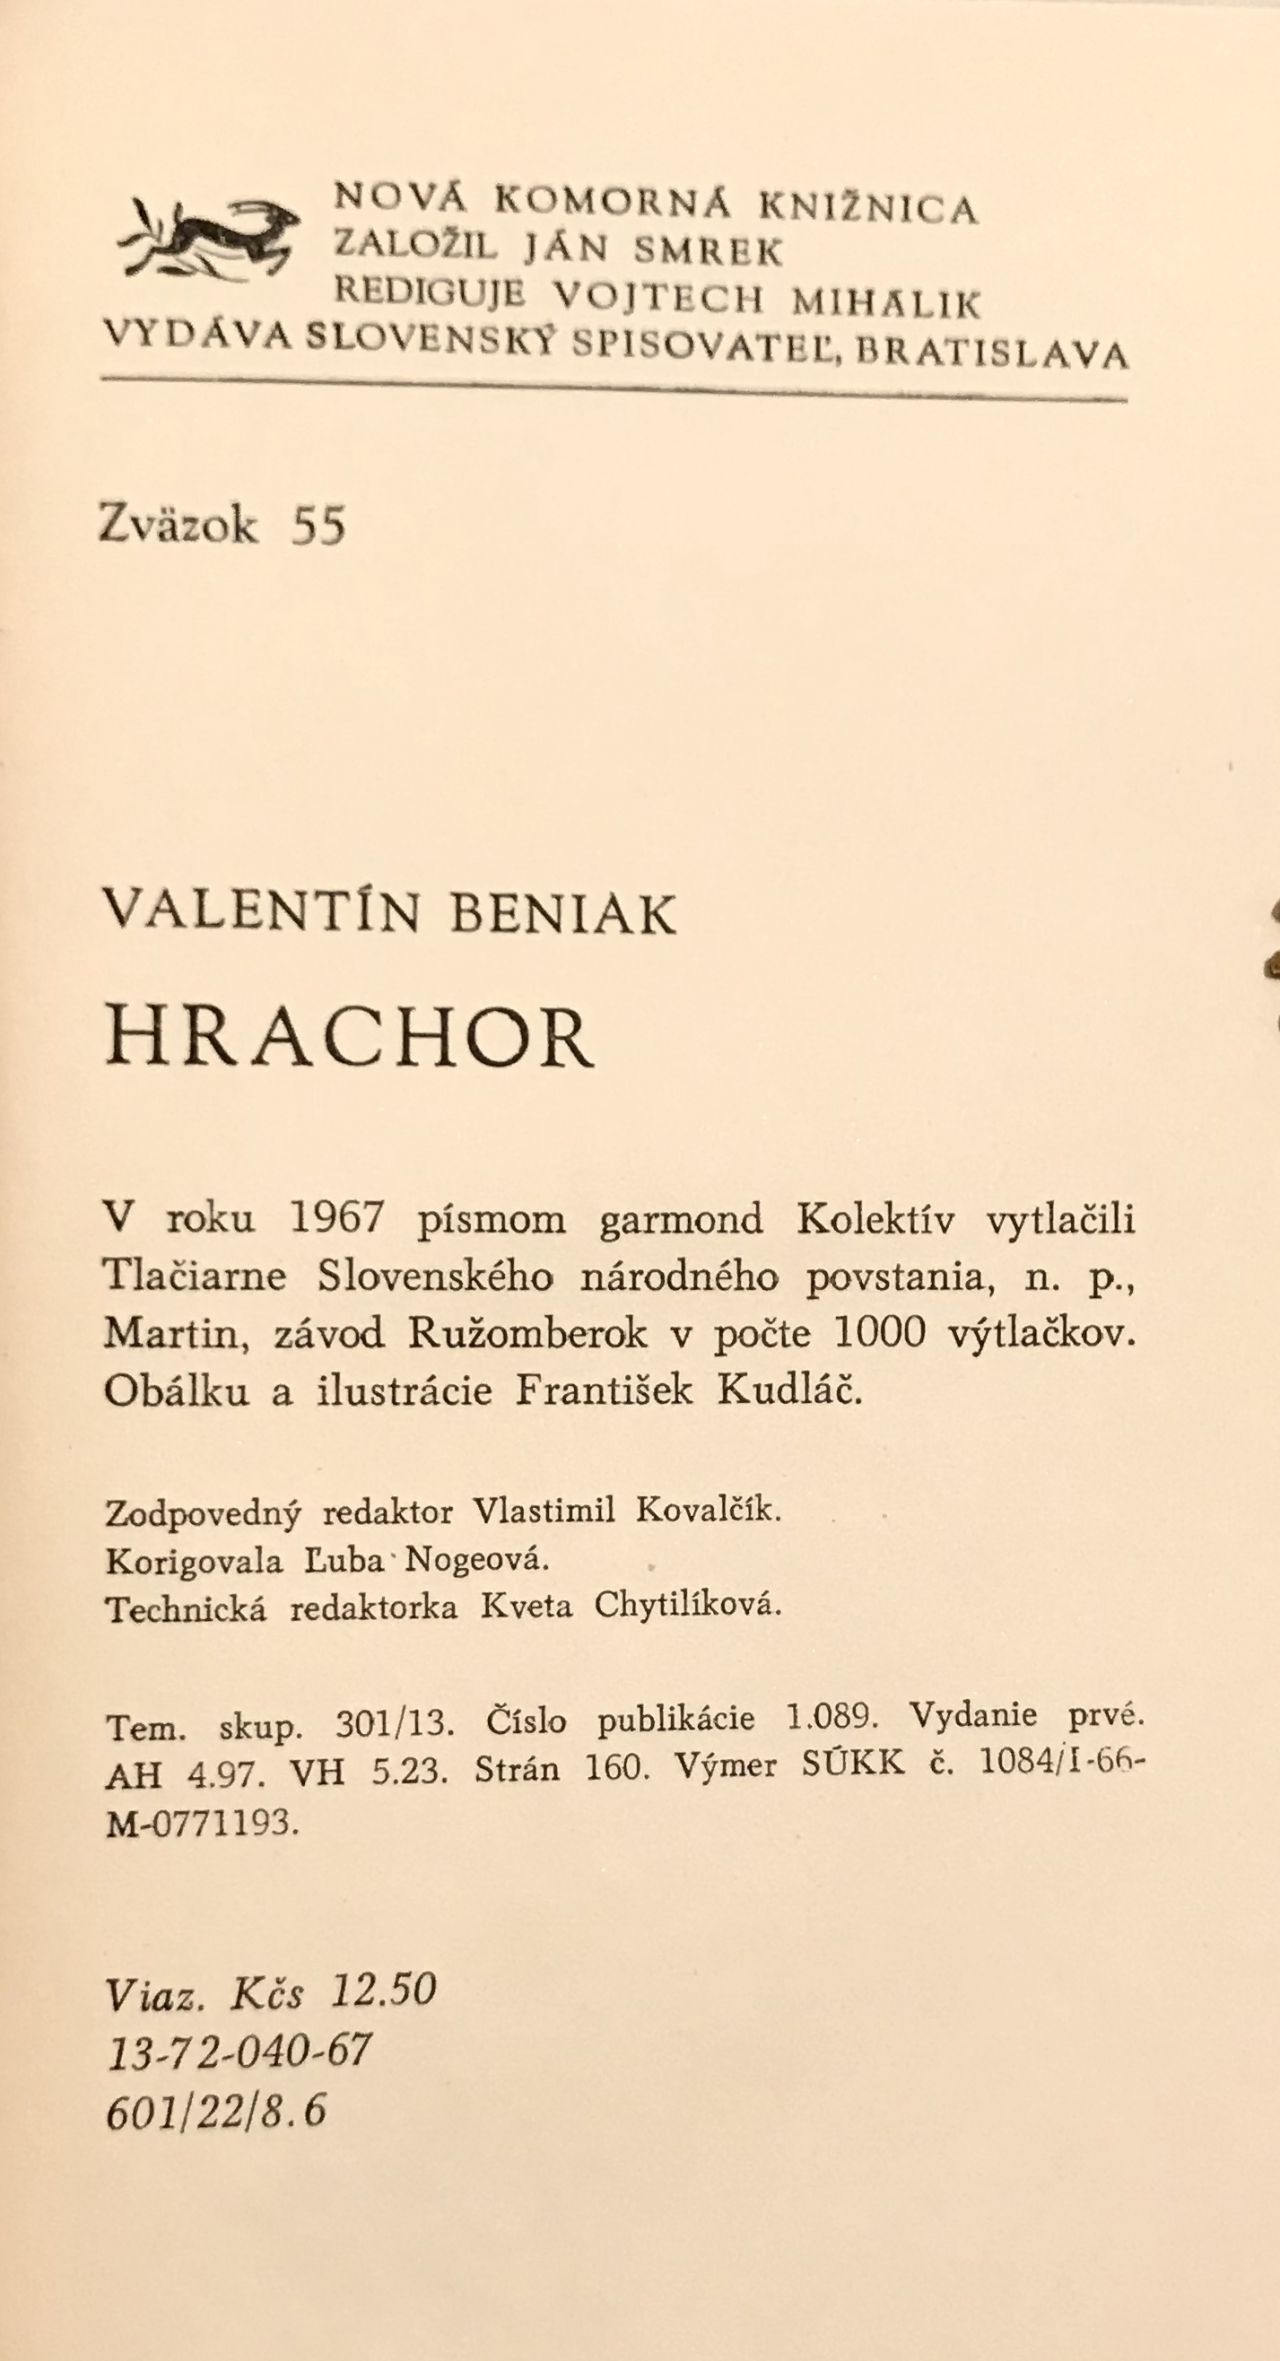 NOVÁ KOMORNÁ KNIŽNICA
ZALOŽIL JÁN SMREK
REDIGUJE VOJTECH MIHÁLIK
VYDÁVA SLOVENSKÝ SPISOVATEĽ, BRATISLAVA
Zväzok 55
VALENTÍN BENIAK
HRACHOR
V roku 1967 písmom garmond Kolektív vytlačili
Tlačiarne Slovenského národného povstania, n. p.,
Martin, závod Ružomberok v počte 1000 výtlačkov.
Obálku a ilustrácie František Kudláč.
Zodpovedný redaktor Vlastimil Kovalčík.
Korigovala Ľuba Nogeová.
Technická redaktorka Kveta Chytilíková.
Tem. skup. 301/13. Číslo publikácie 1.089. Vydanie prvé.
AH 4.97. VH 5.23. Strán 160. Výmer SÚKK č. 1084/I-66-
M-0771193.
Viaz. Kčs 12.50
13-72-040-67
601/22/8.6